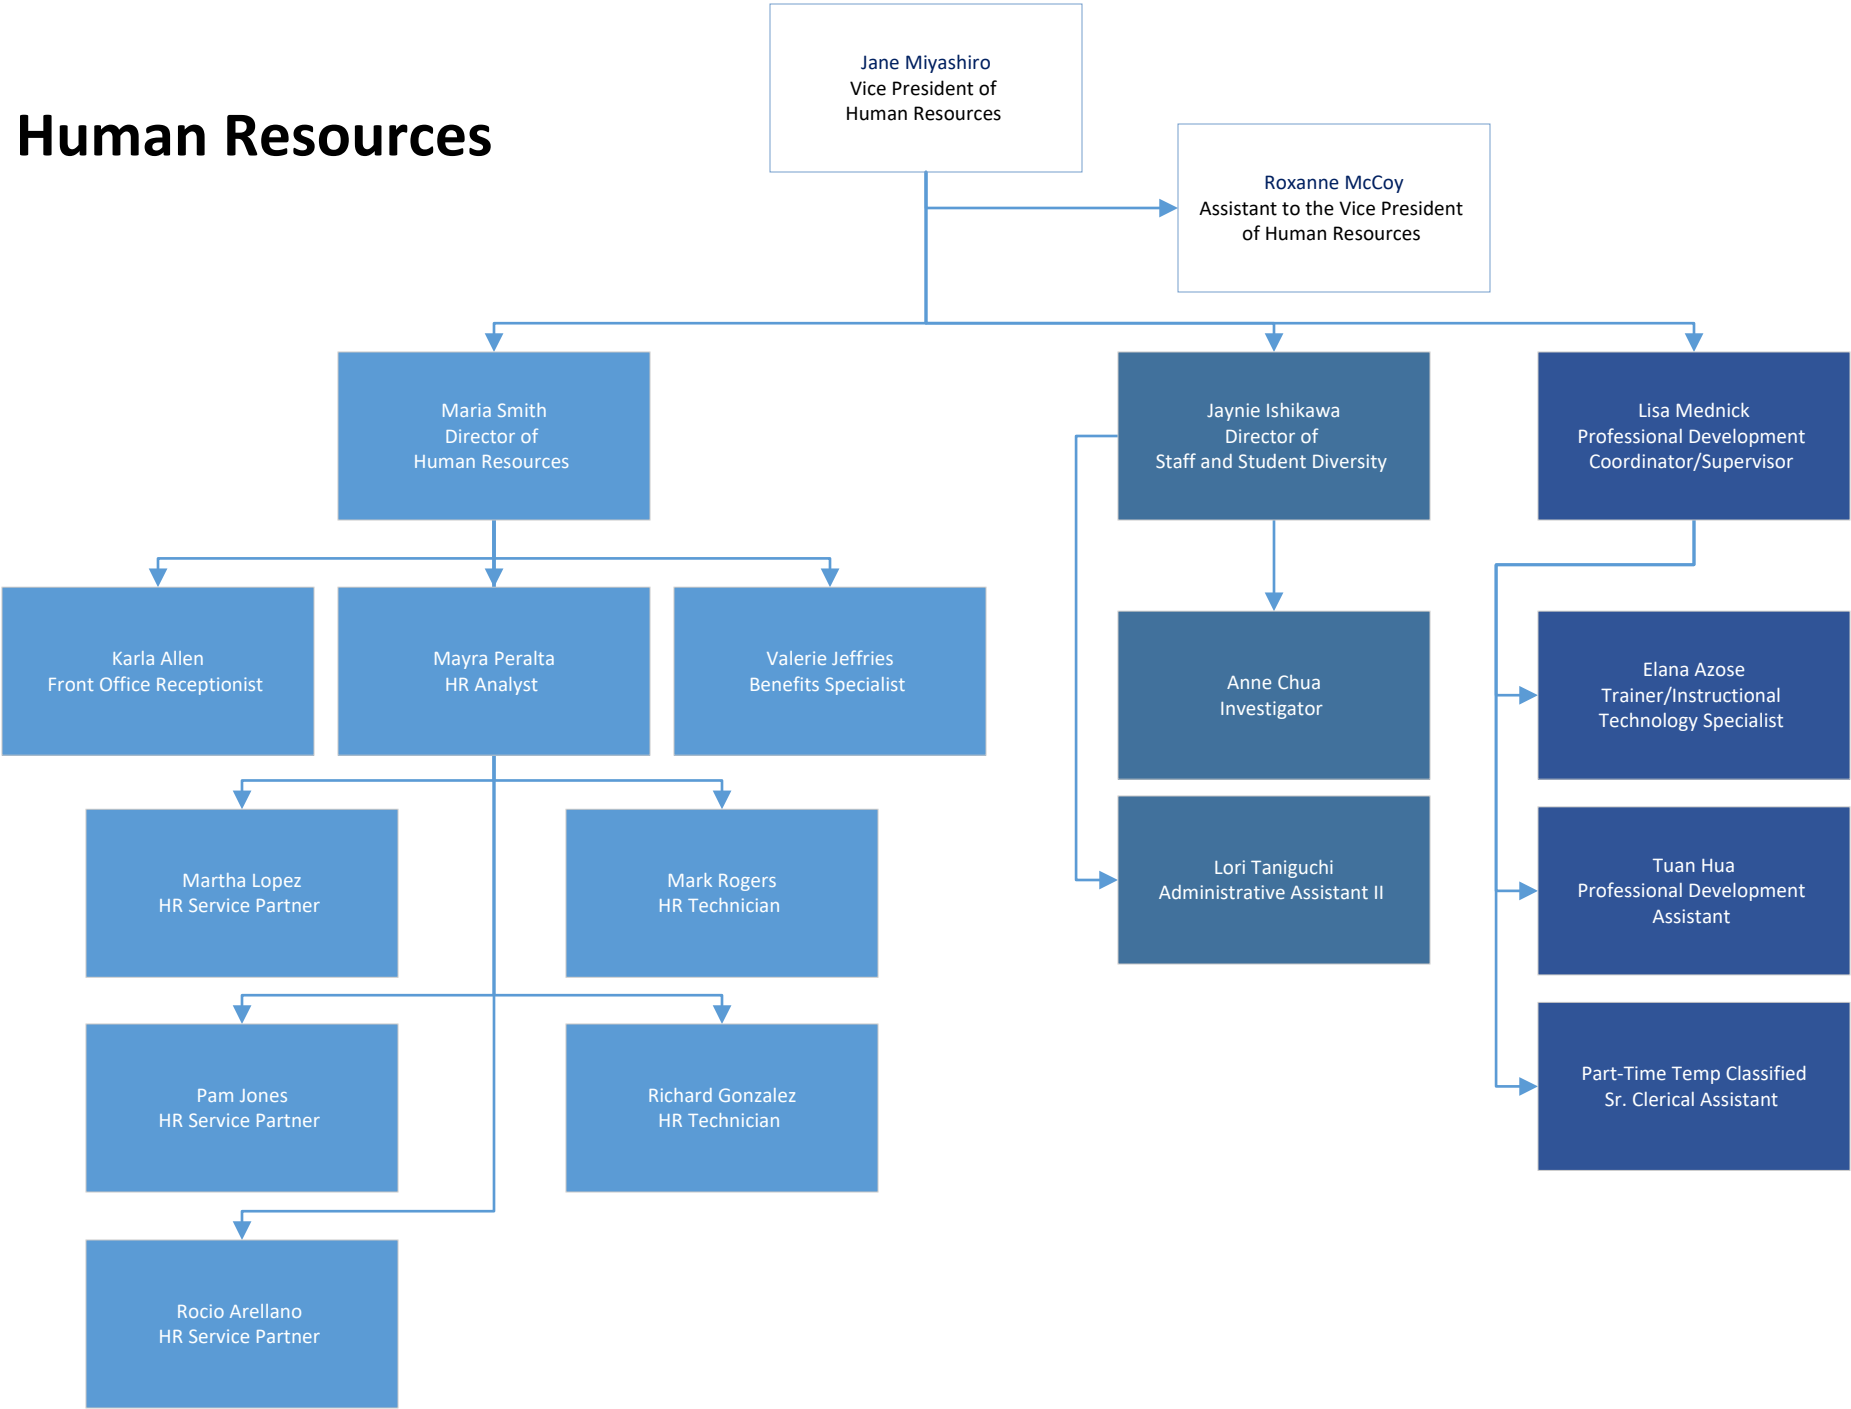 Human Resources
Jane Miyashiro
Vice President of
Human Resources
Roxanne McCoy
Assistant to the Vice President
of Human Resources
Maria Smith
Director of
Human Resources
Jaynie Ishikawa
Director of
Staff and Student Diversity
Lisa Mednick
Professional Development
Coordinator/Supervisor
Karla Allen
Front Office Receptionist
Mayra Peralta
HR Analyst
Valerie Jeffries
Benefits Specialist
Anne Chua
Investigator
Elana Azose
Trainer/Instructional
Technology Specialist
Martha Lopez
HR Service Partner
Mark Rogers
HR Technician
Lori Taniguchi
Administrative Assistant II
Tuan Hua
Professional Development
Assistant
Pam Jones
HR Service Partner
Richard Gonzalez
HR Technician
Part-Time Temp Classified
Sr. Clerical Assistant
Rocio Arellano
HR Service Partner